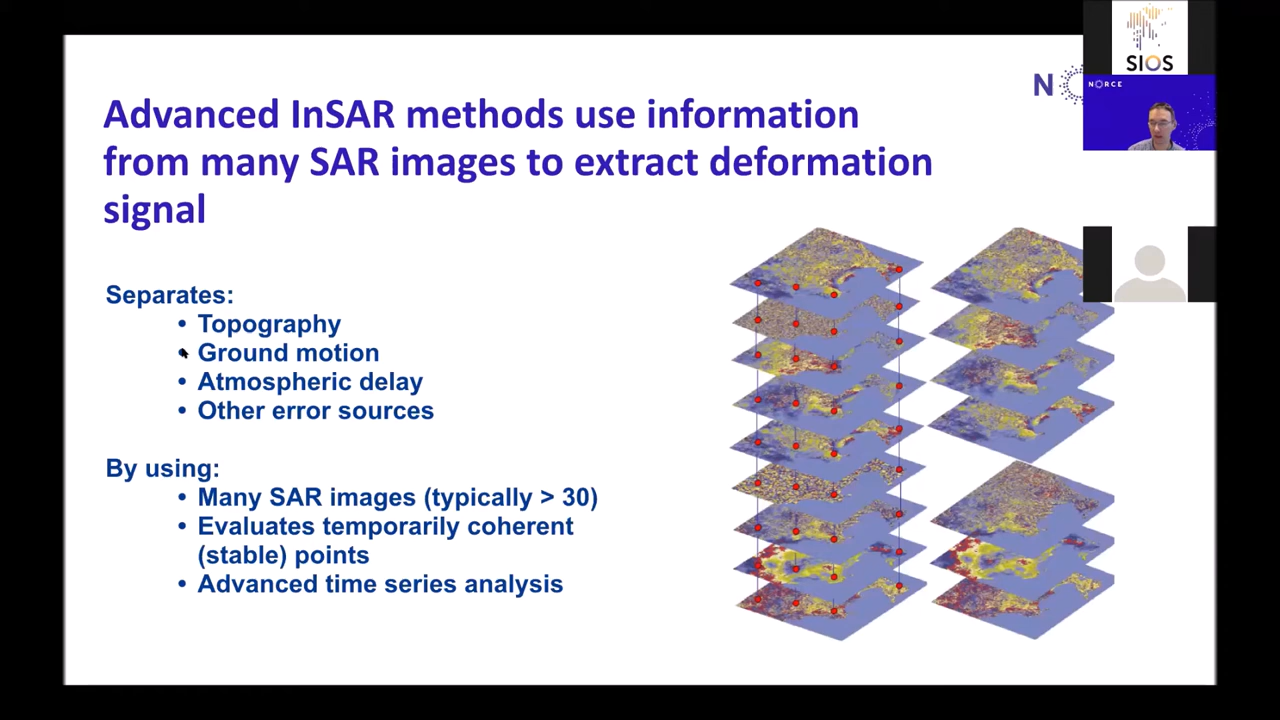 SIOS
N
NORCE
Advanced InSAR methods use information
from many SAR images to extract deformation
signal
Separates:
• Topography
• Ground motion
• Atmospheric delay
• Other error sources
By using:
• Many SAR images (typically > 30)
• Evaluates temporarily coherent
(stable) points
• Advanced time series analysis